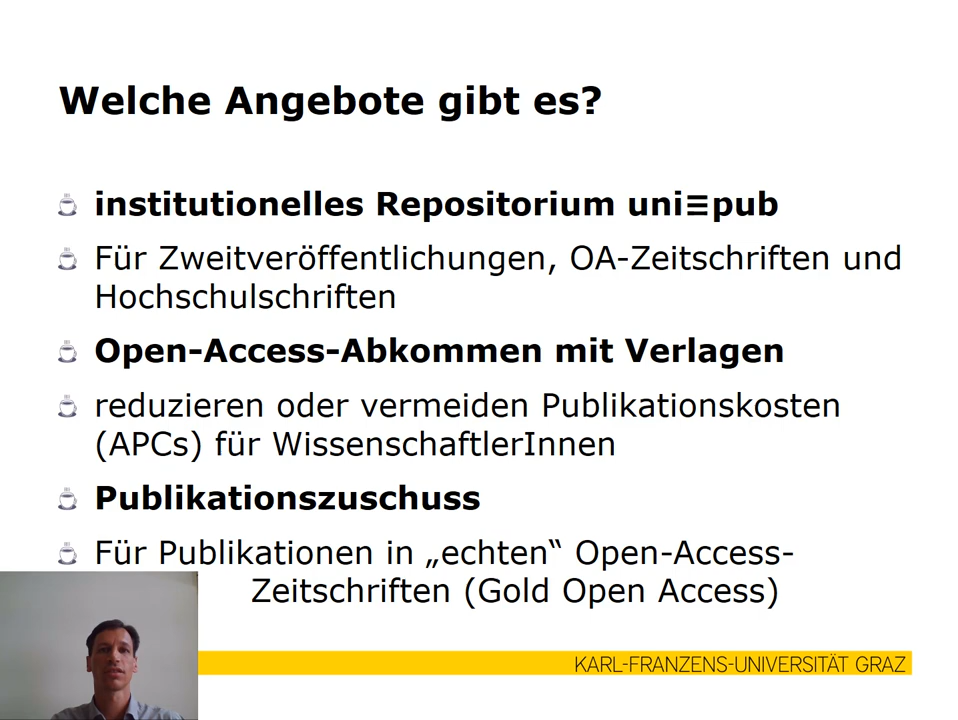 Welche Angebote gibt es?
institutionelles Repositorium uni≡pub
Für Zweitveröffentlichungen, OA-Zeitschriften und
Hochschulschriften
Open-Access-Abkommen mit Verlagen
reduzieren oder vermeiden Publikationskosten
(APCs) für WissenschaftlerInnen
Publikationszuschuss
Für Publikationen in „echten“ Open-Access-
Zeitschriften (Gold Open Access)
KARL-FRANZENS-UNIVERSITÄT GRAZ